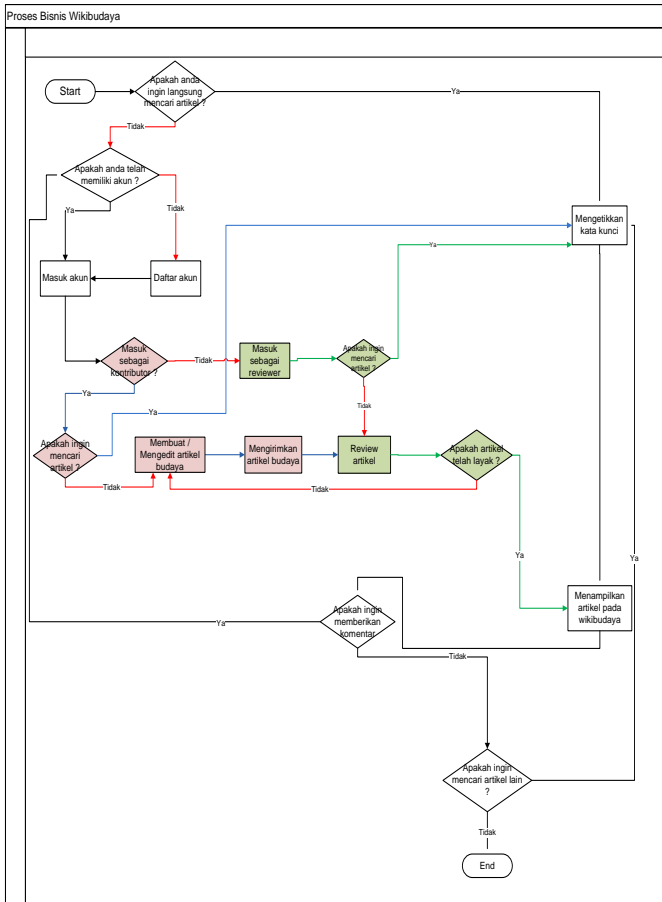 Proses Bisnis Wikibudaya
Start
Apakah anda
ingin langsung
mencari artikel ?
Ya
Tidak
Apakah anda telah
memiliki akun ?
Ya
Tidak
Mengetikkan
kata kunci
Ya
Masuk akun
Daftar akun
Masuk
sebagai
kontributor ?
Tidak
Masuk
sebagai
reviewer
Apakah ingin
mencari
artikel ?
Ya
Ya
Tidak
Apakah ingin
mencari
artikel ?
Membuat /
Mengedit artikel
budaya
Mengirimkan
artikel budaya
Review
artikel
Apakah artikel
telah layak ?
Tidak
Tidak
Ya
Ya
Apakah ingin
memberikan
komentar
Menampilkan
artikel pada
wikibudaya
Ya
Tidak
Apakah ingin
mencari artikel lain
?
Tidak
End